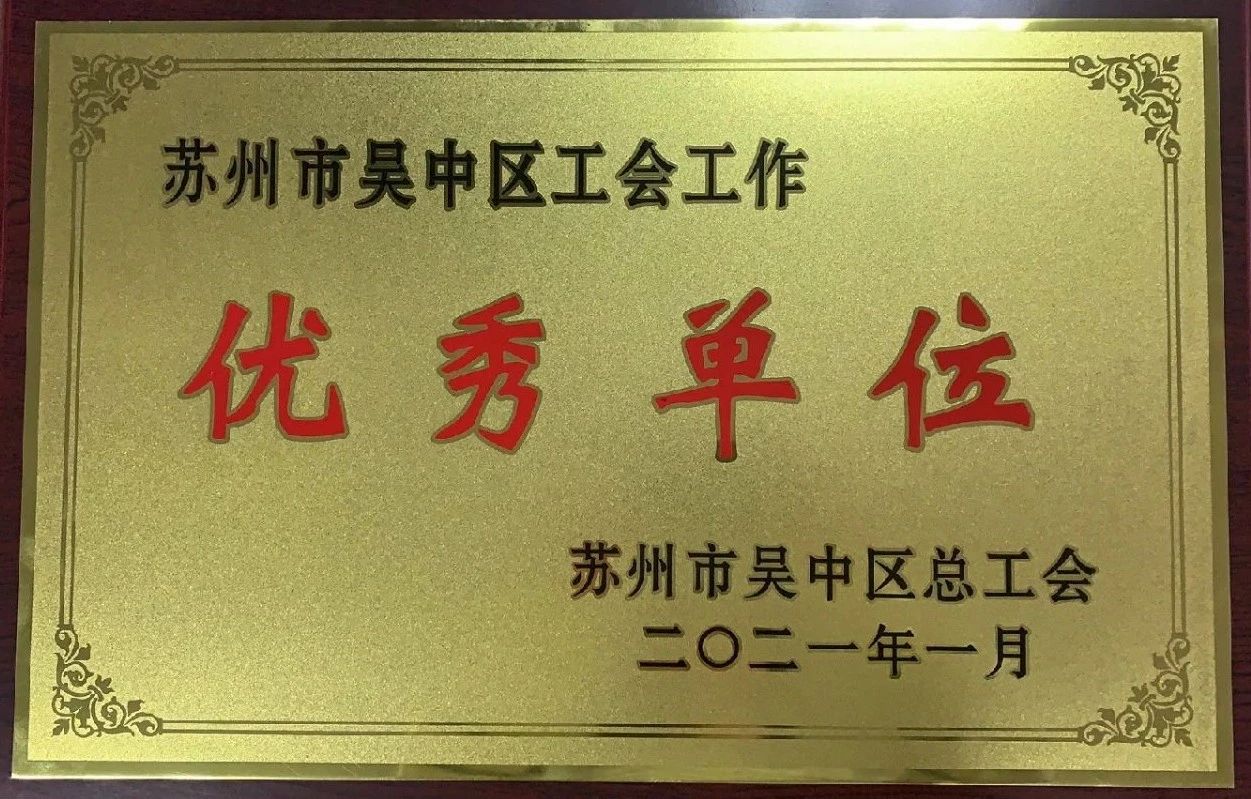 苏州市吴中区工会工作
优秀单位
苏州市吴中区总工会
二〇二一年一月